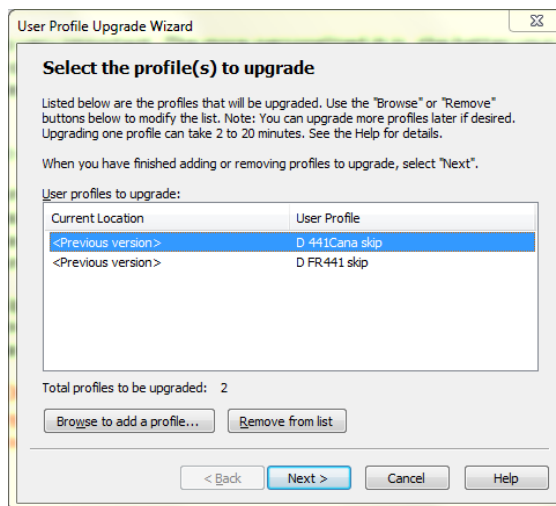 User Profile Upgrade Wizard
Select the profile(s) to upgrade
Listed below are the profiles that will be upgraded. Use the "Browse" or "Remove"
buttons below to modify the list. Note: You can upgrade more profiles later if desired.
Upgrading one profile can take 2 to 20 minutes. See the Help for details.
When you have finished adding or removing profiles to upgrade, select "Next".
User profiles to upgrade:
Current Location User Profile
<Previous version> D 441Cana skip
<Previous version> D FR441 skip
Total profiles to be upgraded: 2
Browse to add a profile... Remove from list
< Back Next > Cancel Help